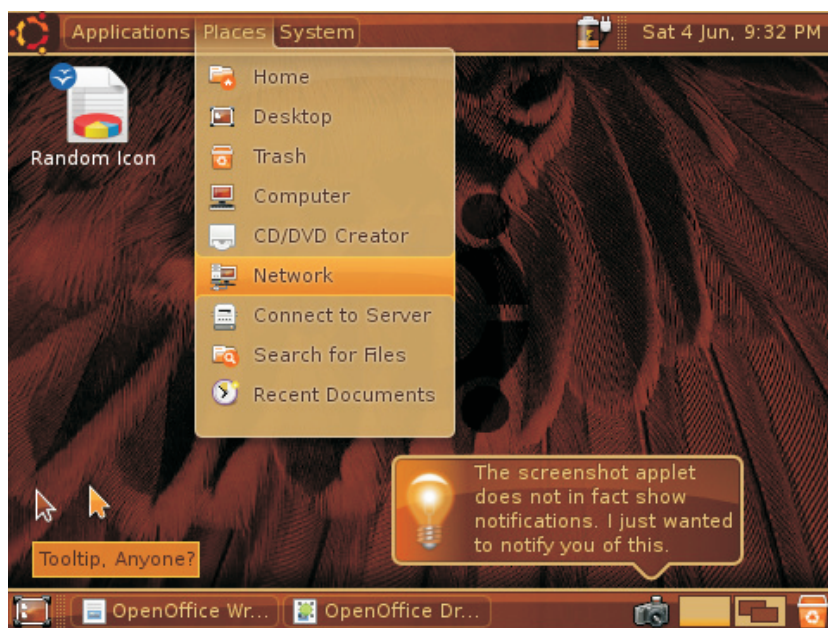 Applications Places System Sat 4 Jun, 9:32 PM
Random Icon
Home
Desktop
Trash
Computer
CD/DVD Creator
Network
Connect to Server
Search for Files
Recent Documents
The screenshot applet
does not in fact show
notifications. I just wanted
to notify you of this.
Tooltip, Anyone?
OpenOffice Wr... OpenOffice Dr...